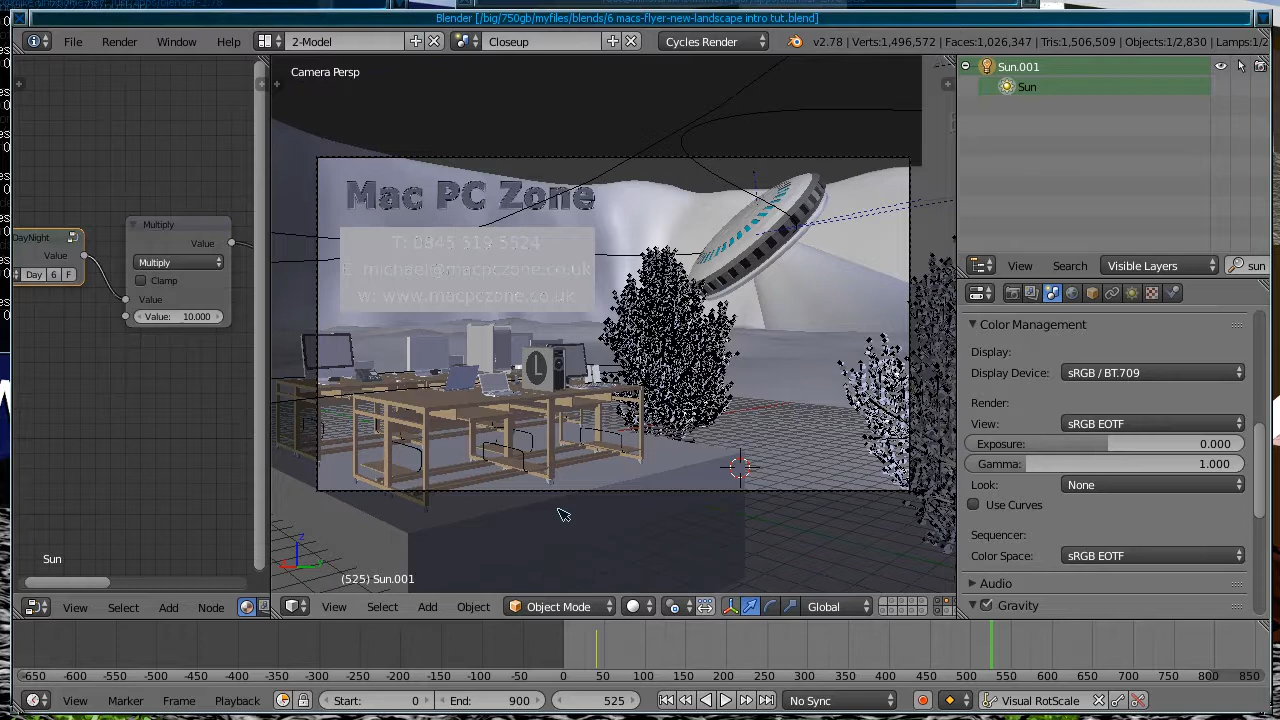 Blender [/big/750gb/myfiles/blends/6 macs-flyer-new-landscape intro tut.blend]
File Render Window Help 2-Model Closeup Cycles Render v2.78 | Verts:1,496,572 | Faces:1,026,347 | Tris:1,506,509 | Objects:1/2,830 | Lamps:1/2
Camera Persp
Sun.001
Sun
Mac PC Zone
T: 0845 519 5624
E: michael@macpczone.co.uk
w: www.macpczone.co.uk
L
DayNight
Value
Day 6 F
Multiply
Value
Multiply
Clamp
Value
Value: 10.000
Sun
(525) Sun.001
View Search Visible Layers sun
Color Management
Display:
Display Device: sRGB / BT.709
Render:
View: sRGB EOTF
Exposure: 0.000
Gamma: 1.000
Look: None
Use Curves
Sequencer:
Color Space: sRGB EOTF
Audio
Gravity
View Select Add Node
View Select Add Object Object Mode Global
-650 -600 -550 -500 -450 -400 -350 -300 -250 -200 -150 -100 -50 0 50 100 150 200 250 300 350 400 450 500 550 600 650 700 750 800 850
View Marker Frame Playback Start: 0 End: 900 525 No Sync Visual RotScale